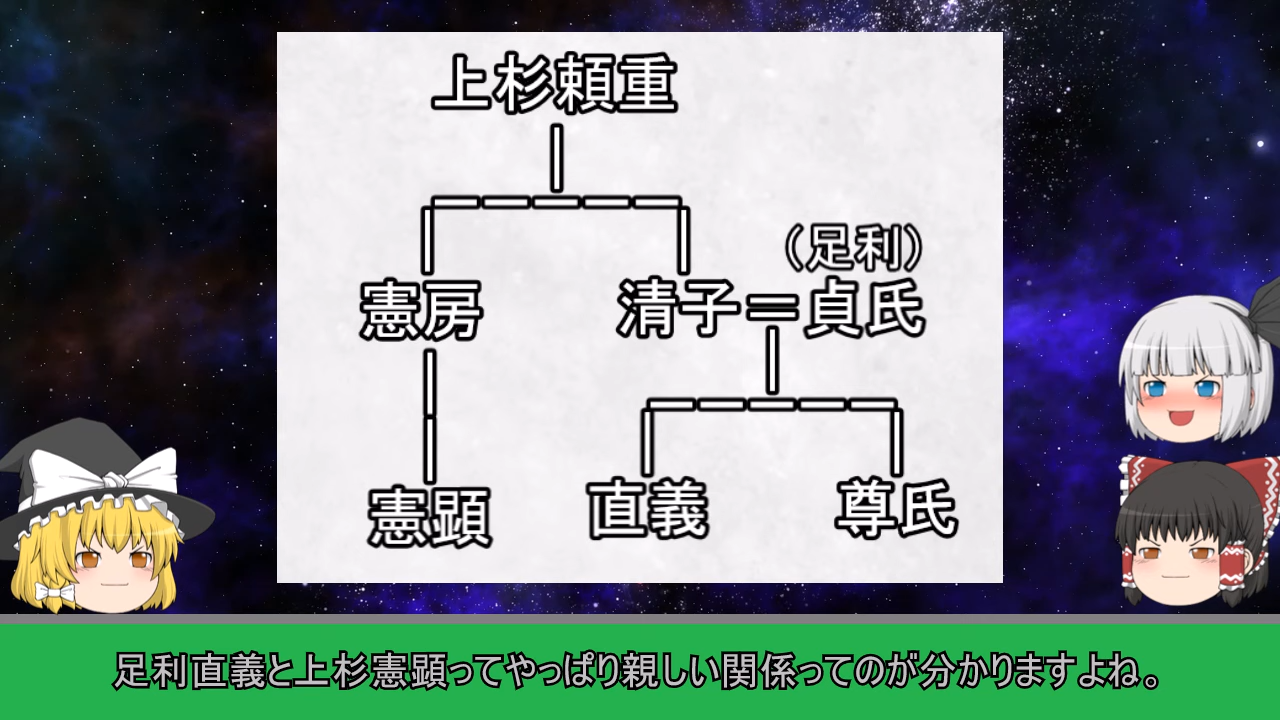 上杉頼重
(足利)
憲房 清子=貞氏
憲顕 直義 尊氏
足利直義と上杉憲顕ってやっぱり親しい関係ってのが分かりますよね。